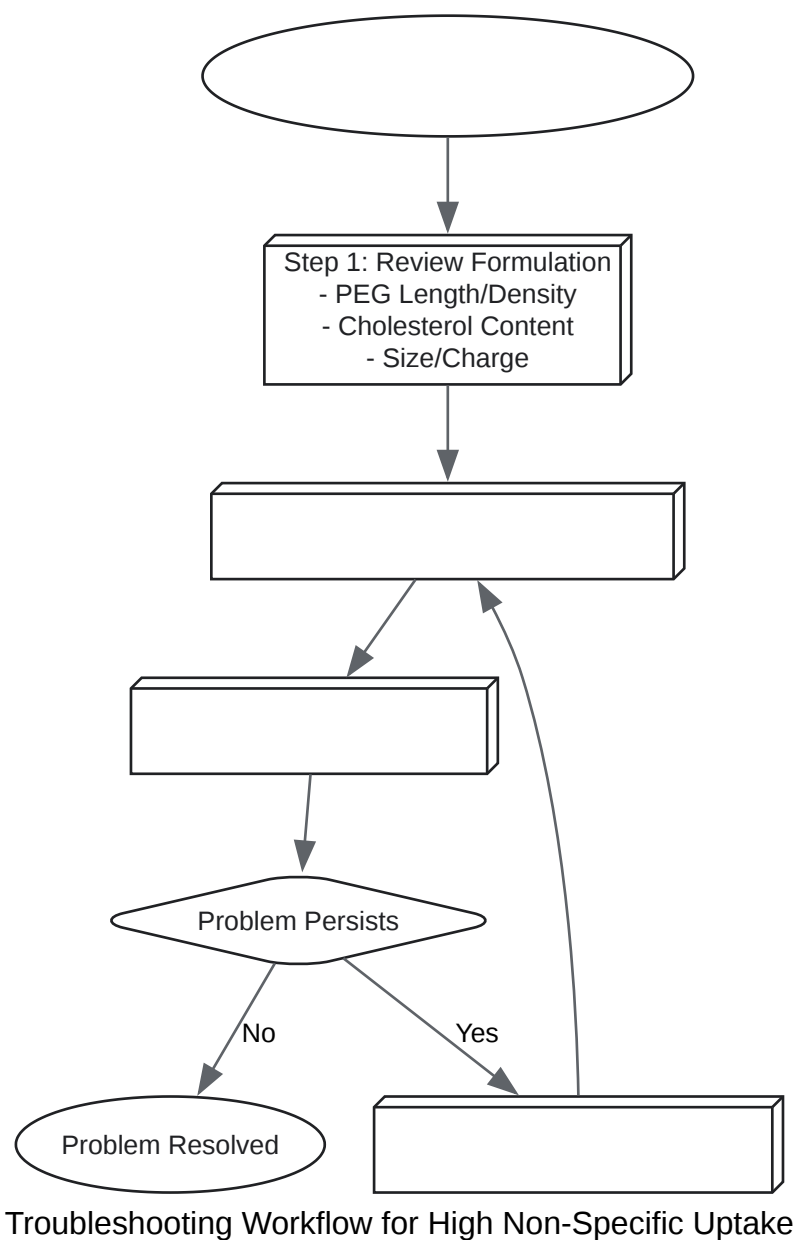 Step 1: Review Formulation
- PEG Length/Density
- Cholesterol Content
- Size/Charge
Problem Persists
No
Yes
Problem Resolved
Troubleshooting Workflow for High Non-Specific Uptake